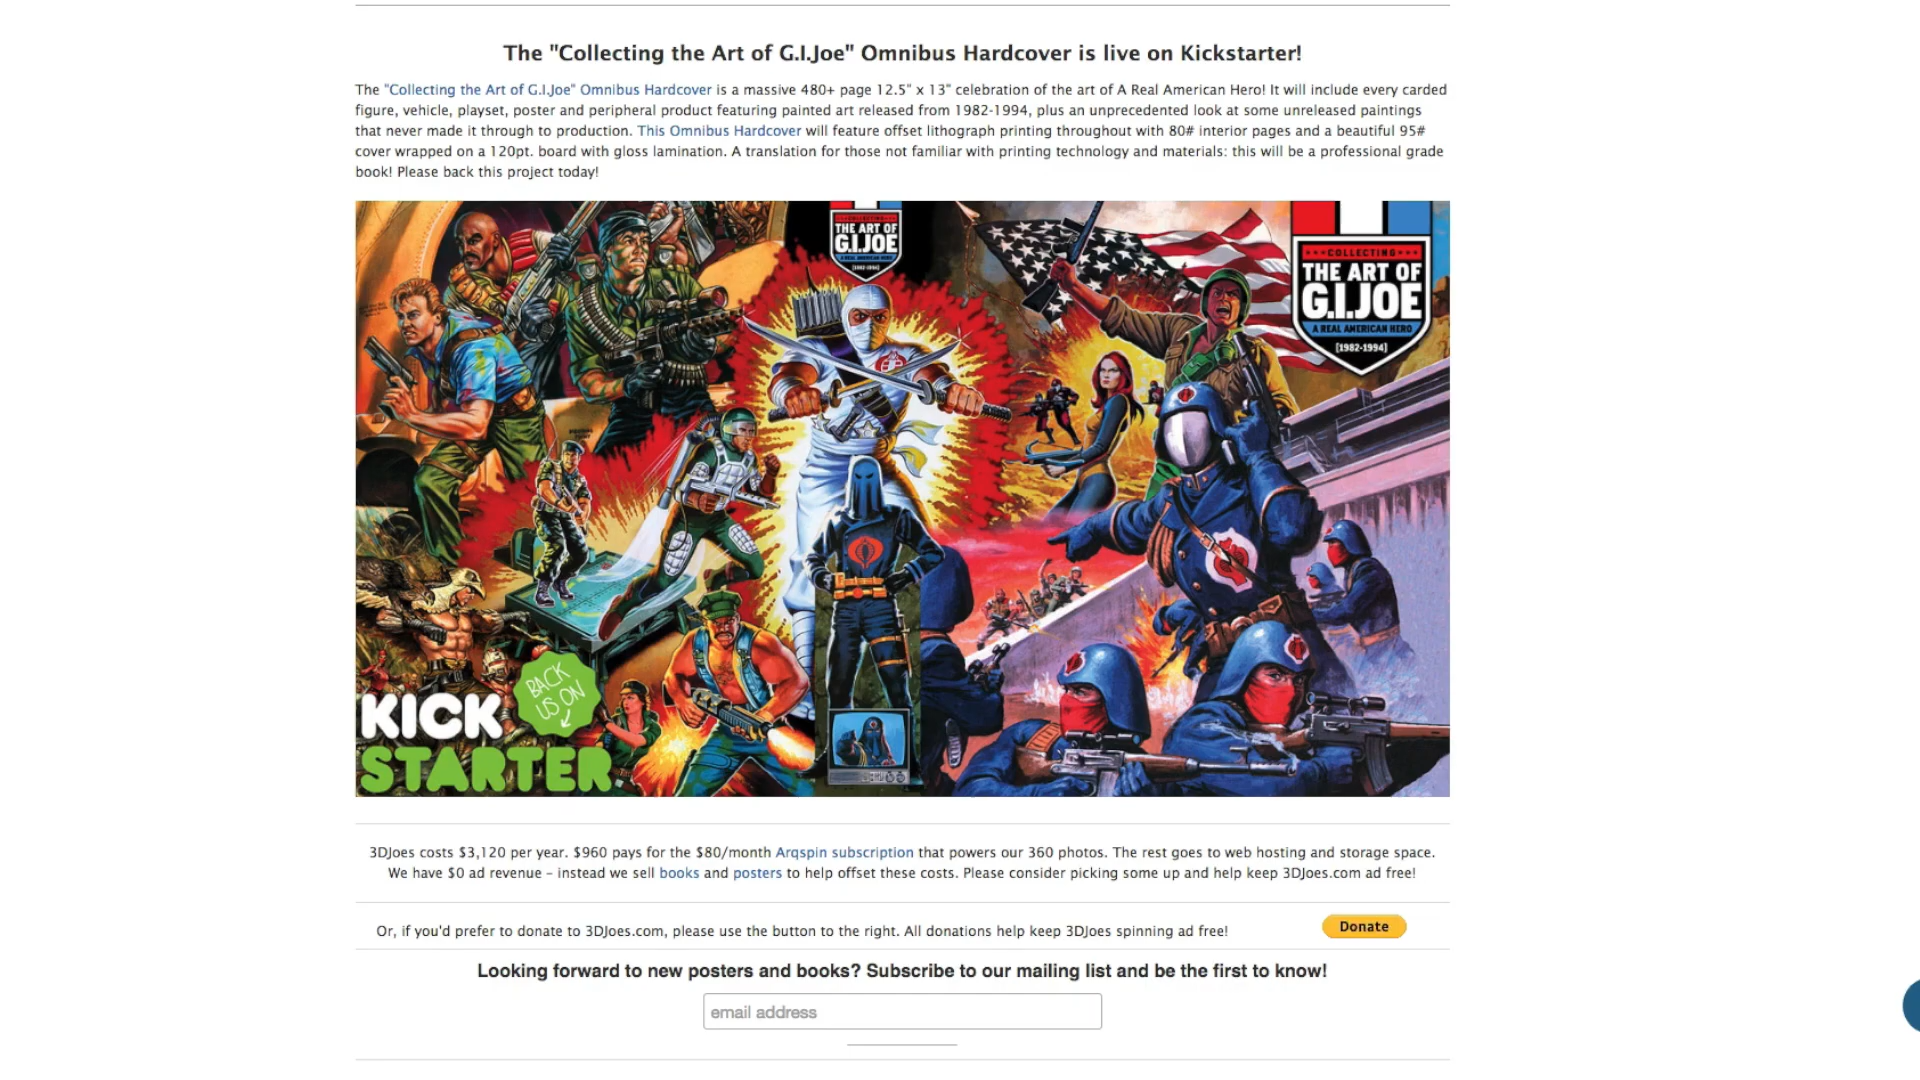 The "Collecting the Art of G.I.Joe" Omnibus Hardcover is live on Kickstarter!
The "Collecting the Art of G.I.Joe" Omnibus Hardcover is a massive 480+ page 12.5" x 13" celebration of the art of A Real American Hero! It will include every carded
figure, vehicle, playset, poster and peripheral product featuring painted art released from 1982-1994, plus an unprecedented look at some unreleased paintings
that never made it through to production. This Omnibus Hardcover will feature offset lithograph printing throughout with 80# interior pages and a beautiful 95#
cover wrapped on a 120pt. board with gloss lamination. A translation for those not familiar with printing technology and materials: this will be a professional grade
book! Please back this project today!
COLLECTING
THE ART OF
G.I.JOE
A REAL AMERICAN HERO
[1982-1994]
COLLECTING
THE ART OF
G.I.JOE
A REAL AMERICAN HERO
[1982-1994]
BACK
US ON
KICK
STARTER
3DJoes costs $3,120 per year. $960 pays for the $80/month Arqspin subscription that powers our 360 photos. The rest goes to web hosting and storage space.
We have $0 ad revenue – instead we sell books and posters to help offset these costs. Please consider picking some up and help keep 3DJoes.com ad free!
Or, if you'd prefer to donate to 3DJoes.com, please use the button to the right. All donations help keep 3DJoes spinning ad free!
Donate
Looking forward to new posters and books? Subscribe to our mailing list and be the first to know!
email address